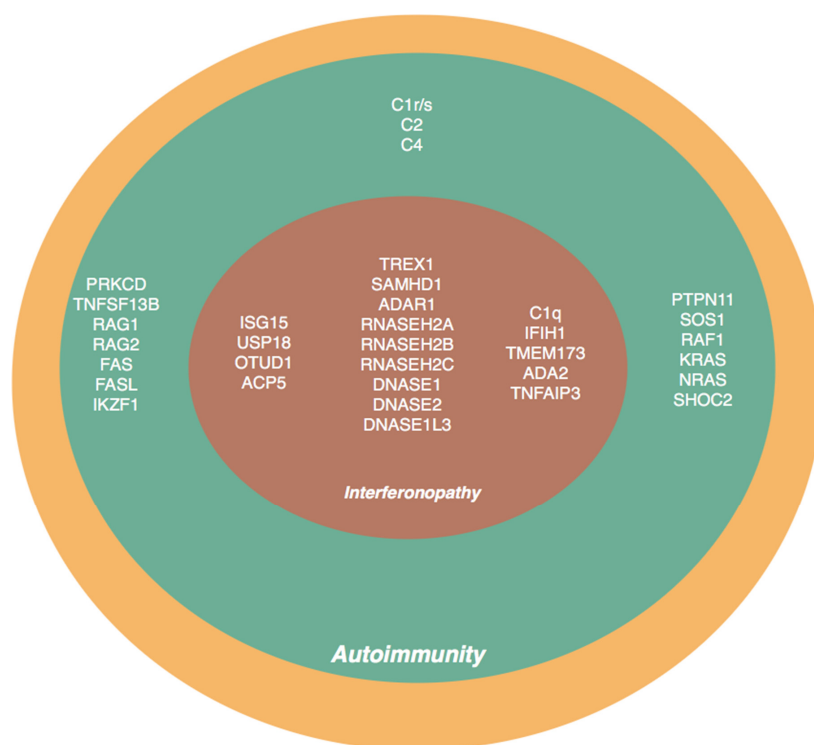 C1r/s
C2
C4
PRKCD
TNFSF13B
RAG1
RAG2
FAS
FASL
IKZF1
ISG15
USP18
OTUD1
ACP5
TREX1
SAMHD1
ADAR1
RNASEH2A
RNASEH2B
RNASEH2C
DNASE1
DNASE2
DNASE1L3
C1q
IFIH1
TMEM173
ADA2
TNFAIP3
PTPN11
SOS1
RAF1
KRAS
NRAS
SHOC2
Interferonopathy
Autoimmunity